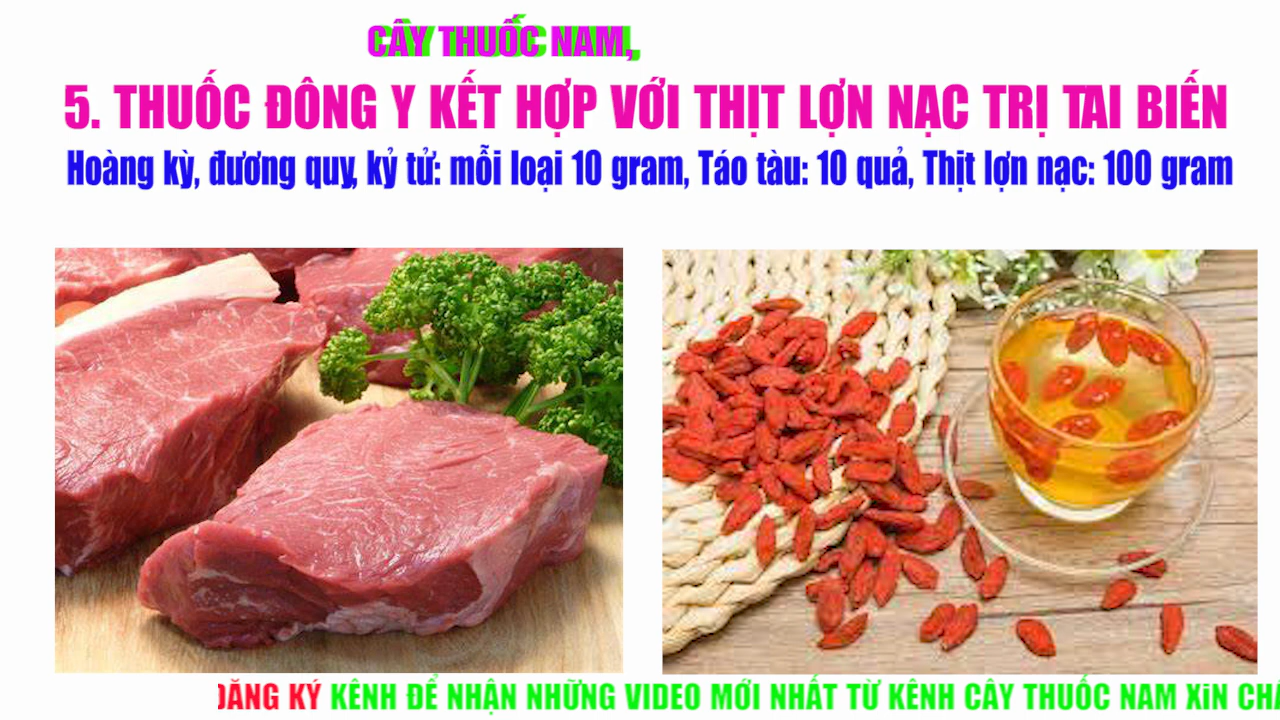 CÂY THUỐC NAM,
5. THUỐC ĐÔNG Y KẾT HỢP VỚI THỊT LỢN NẠC TRỊ TAI BIẾN
Hoàng kỳ, đương quy, kỷ tử: mỗi loại 10 gram, Táo tàu: 10 quả, Thịt lợn nạc: 100 gram
ĐĂNG KÝ KÊNH ĐỂ NHẬN NHỮNG VIDEO MỚI NHẤT TỪ KÊNH CÂY THUỐC NAM XiN